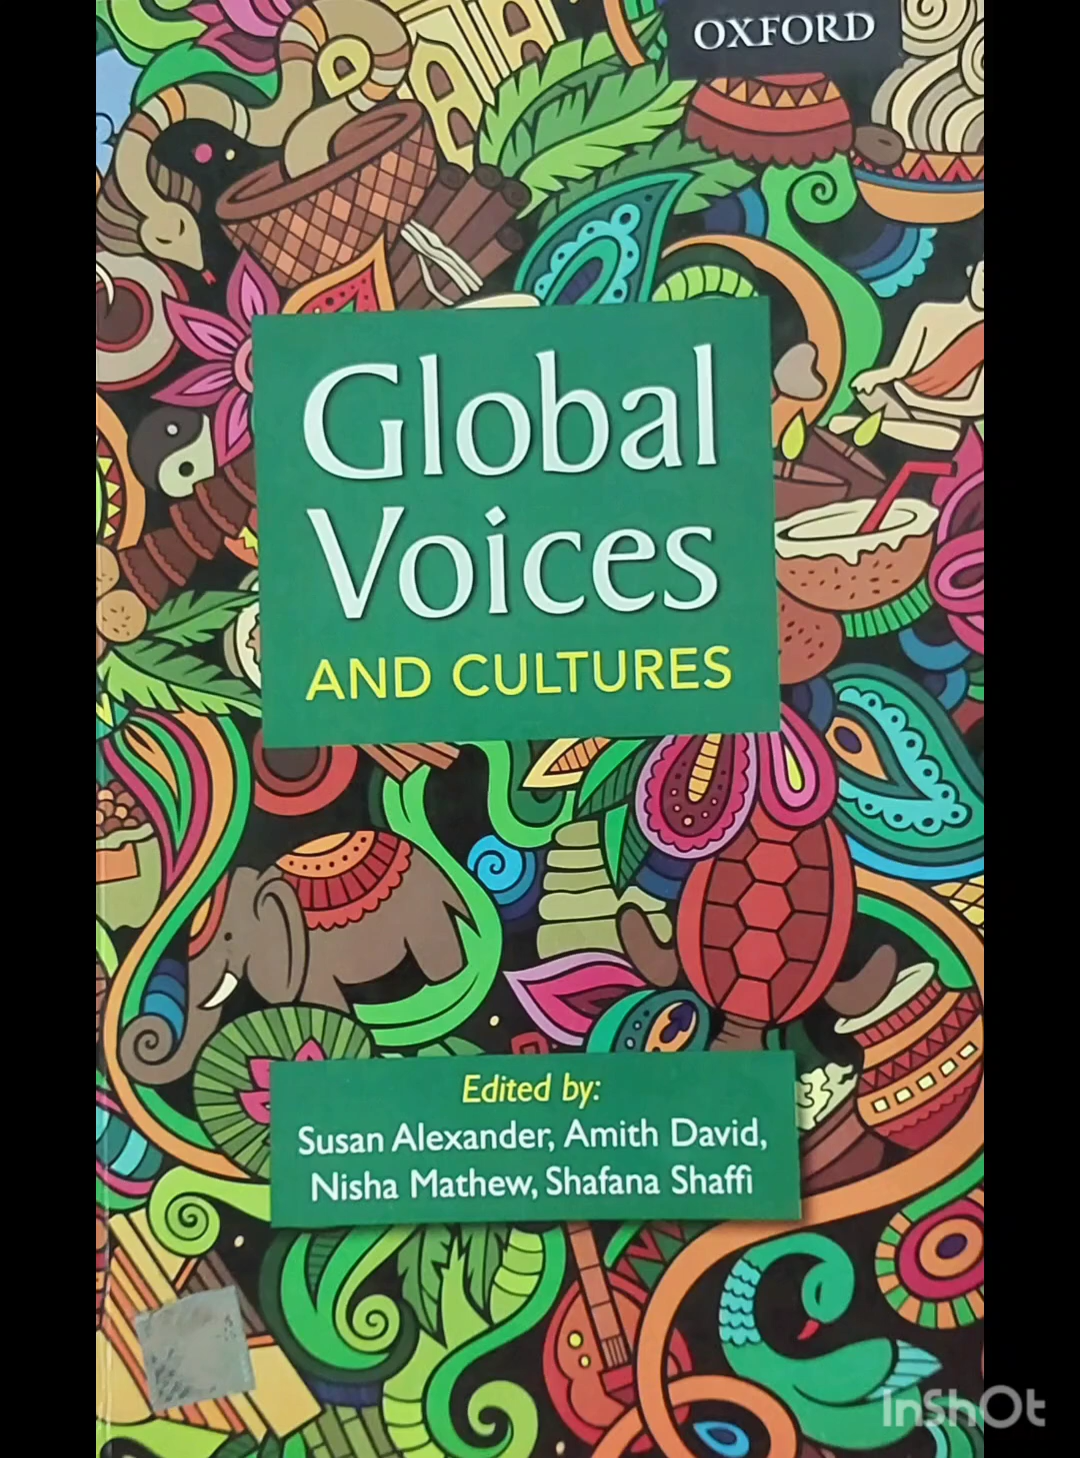 OXFORD
Global
Voices
AND CULTURES
Edited by:
Susan Alexander, Amith David,
Nisha Mathew, Shafana Shaffi
InShOt